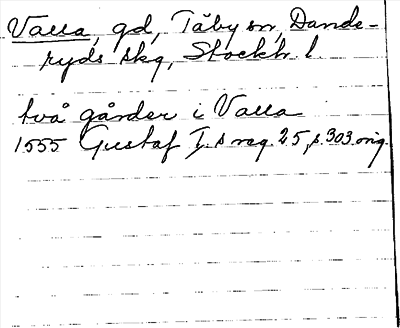 Valla, gd, Täby sn, Dande-
ryds skg, Stockh. l.
två gårder i Valla
1555 Gustaf I:s reg. 25, s. 303. orig.